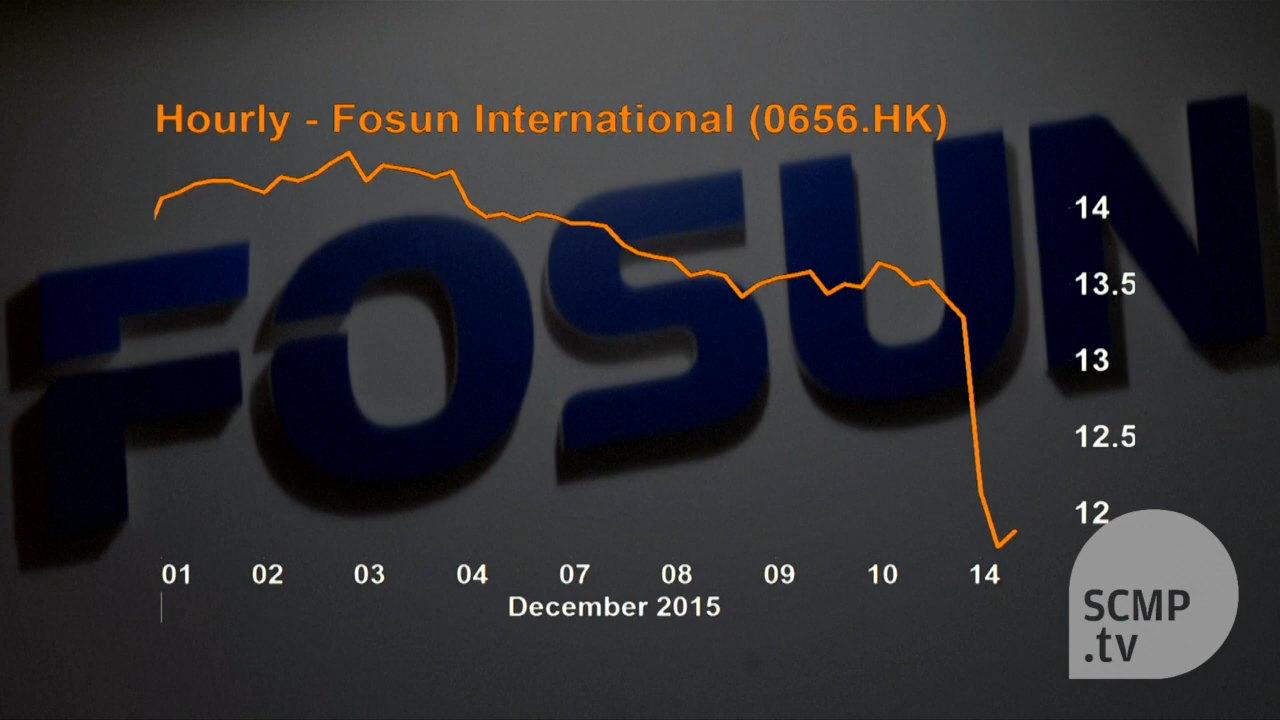 Hourly - Fosun International (0656.HK)
FOSUN
14
13.5
13
12.5
12
01 02 03 04 07 08 09 10 14
December 2015
SCMP
.tv